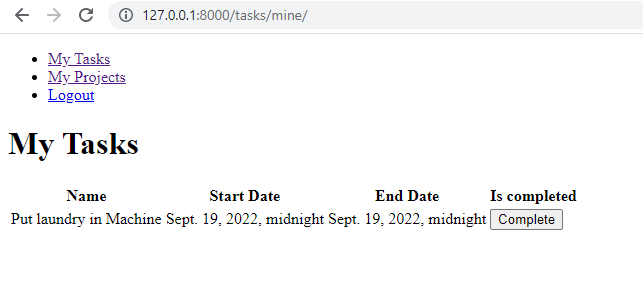 127.0.0.1:8000/tasks/mine/
My Tasks
My Projects
Logout
My Tasks
Name Start Date End Date Is completed
Put laundry in Machine Sept. 19, 2022, midnight Sept. 19, 2022, midnight Complete